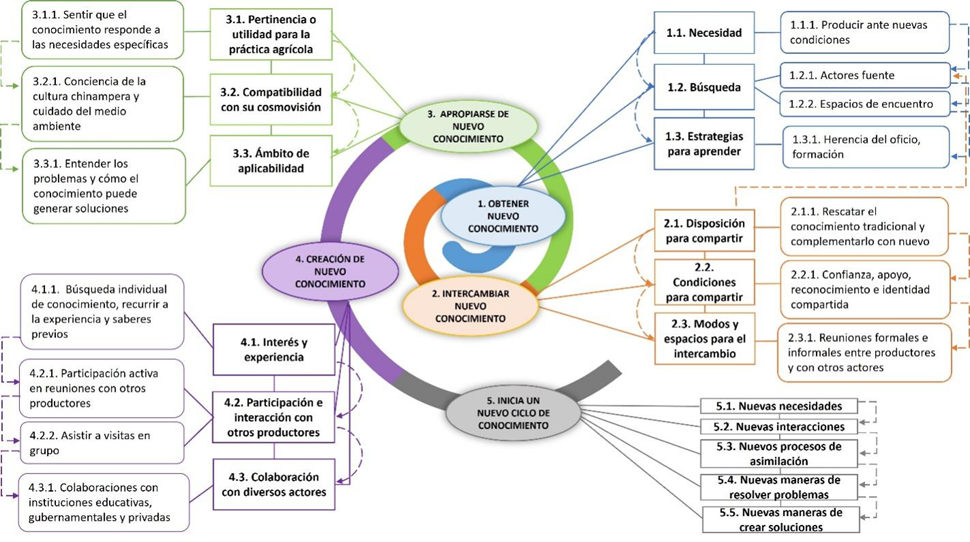 3.1.1. Sentir que el
conocimiento responde a
las necesidades específicas
3.1. Pertinencia o
utilidad para la
práctica agrícola
3.2.1. Conciencia de la
cultura chinampera y
cuidado del medio
ambiente
3.2. Compatibilidad
con su cosmovisión
3.3.1. Entender los
problemas y cómo el
conocimiento puede
generar soluciones
3.3. Ámbito de
aplicabilidad
3. APROPIARSE DE
NUEVO
CONOCIMIENTO
1.1. Necesidad
1.1.1. Producir ante nuevas
condiciones
1.2. Búsqueda
1.2.1. Actores fuente
1.2.2. Espacios de encuentro
1.3. Estrategias
para aprender
1.3.1. Herencia del oficio,
formación
1. OBTENER
NUEVO
CONOCIMIENTO
2.1. Disposición
para compartir
2.1.1. Rescatar el
conocimiento tradicional y
complementarlo con nuevo
2.2.
Condiciones
para compartir
2.2.1. Confianza, apoyo,
reconocimiento e identidad
compartida
2. INTERCAMBIAR
NUEVO
CONOCIMIENTO
2.3. Modos y
espacios para el
intercambio
2.3.1. Reuniones formales e
informales entre productores
y con otros actores
4. CREACIÓN DE
NUEVO
CONOCIMIENTO
4.1.1. Búsqueda individual
de conocimiento, recurrir a
la experiencia y saberes
previos
4.1. Interés y
experiencia
4.2.1. Participación activa
en reuniones con otros
productores
4.2. Participación e
interacción con
otros productores
4.2.2. Asistir a visitas en
grupo
4.3.1. Colaboraciones con
instituciones educativas,
gubernamentales y privadas
4.3. Colaboración
con diversos actores
5. INICIA UN
NUEVO CICLO DE
CONOCIMIENTO
5.1. Nuevas necesidades
5.2. Nuevas interacciones
5.3. Nuevos procesos de
asimilación
5.4. Nuevas maneras de
resolver problemas
5.5. Nuevas maneras de
crear soluciones